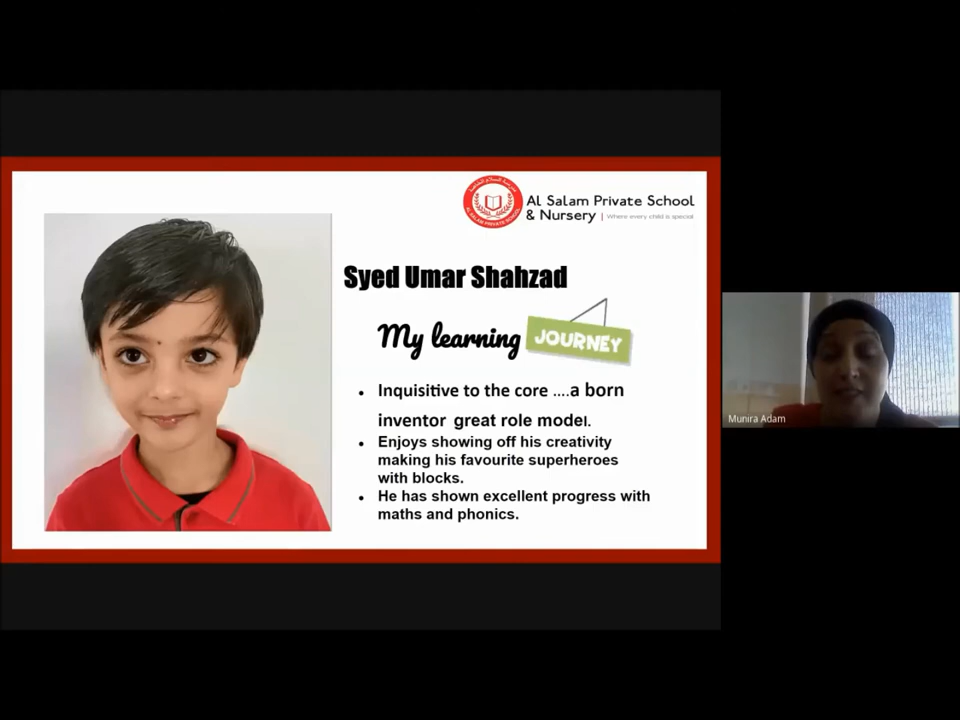 Al Salam Private School
& Nursery | Where every child is special
Syed Umar Shahzad
My learning JOURNEY
• Inquisitive to the core ....a born
inventor great role model.
• Enjoys showing off his creativity
making his favourite superheroes
with blocks.
• He has shown excellent progress with
maths and phonics.
Munira Adam